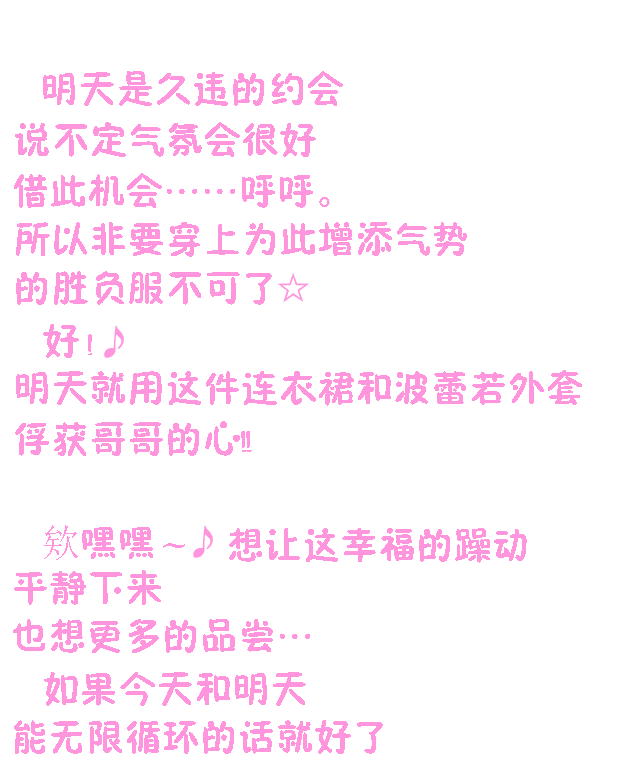 明天是久违的约会
说不定气氛会很好
借此机会……呼呼。
所以非要穿上为此增添气势
的胜负服不可了☆
好!♪
明天就用这件连衣裙和波蕾若外套
俘获哥哥的心!!
欸嘿嘿~♪想让这幸福的躁动
平静下来
也想更多的品尝…
如果今天和明天
能无限循环的话就好了